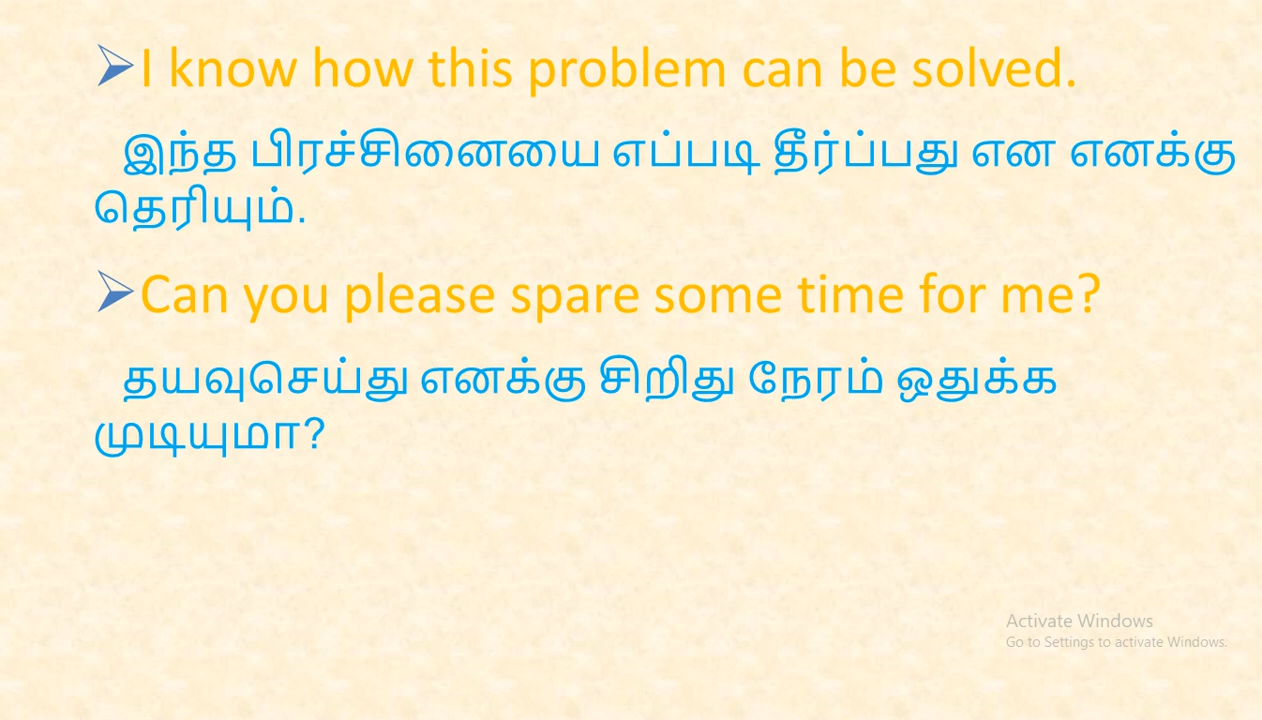 I know how this problem can be solved.
இந்த பிரச்சினையை எப்படி தீர்ப்பது என எனக்கு
தெரியும்.
Can you please spare some time for me?
தயவுசெய்து எனக்கு சிறிது நேரம் ஒதுக்க
முடியுமா?
Activate Windows
Go to Settings to activate Windows.